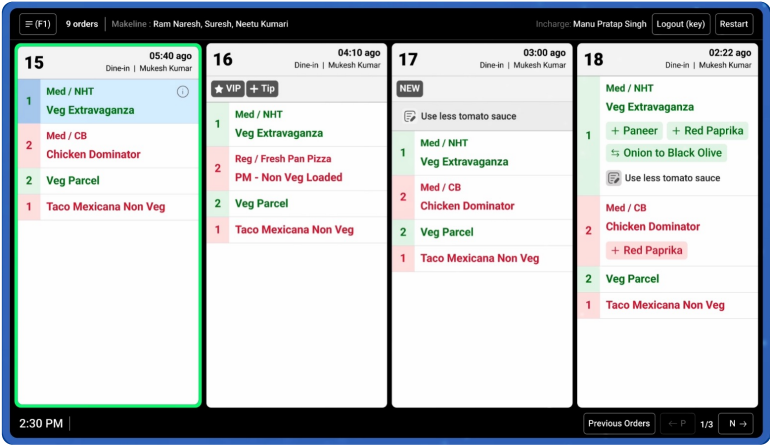 (F1) 9 orders Makeline : Ram Naresh, Suresh, Neetu Kumari Incharge: Manu Pratap Singh Logout (key) Restart
15 05:40 ago
Dine-in | Mukesh Kumar
1 Med / NHT
Veg Extravaganza
2 Med / CB
Chicken Dominator
2 Veg Parcel
1 Taco Mexicana Non Veg
16 04:10 ago
Dine-in | Mukesh Kumar
VIP + Tip
1 Med / NHT
Veg Extravaganza
2 Reg / Fresh Pan Pizza
PM - Non Veg Loaded
2 Veg Parcel
1 Taco Mexicana Non Veg
17 03:00 ago
Dine-in | Mukesh Kumar
NEW
Use less tomato sauce
1 Med / NHT
Veg Extravaganza
2 Med / CB
Chicken Dominator
2 Veg Parcel
1 Taco Mexicana Non Veg
18 02:22 ago
Dine-in | Mukesh Kumar
1 Med / NHT
Veg Extravaganza
+ Paneer + Red Paprika
Onion to Black Olive
Use less tomato sauce
2 Med / CB
Chicken Dominator
+ Red Paprika
2 Veg Parcel
1 Taco Mexicana Non Veg
2:30 PM Previous Orders ← P 1/3 N →